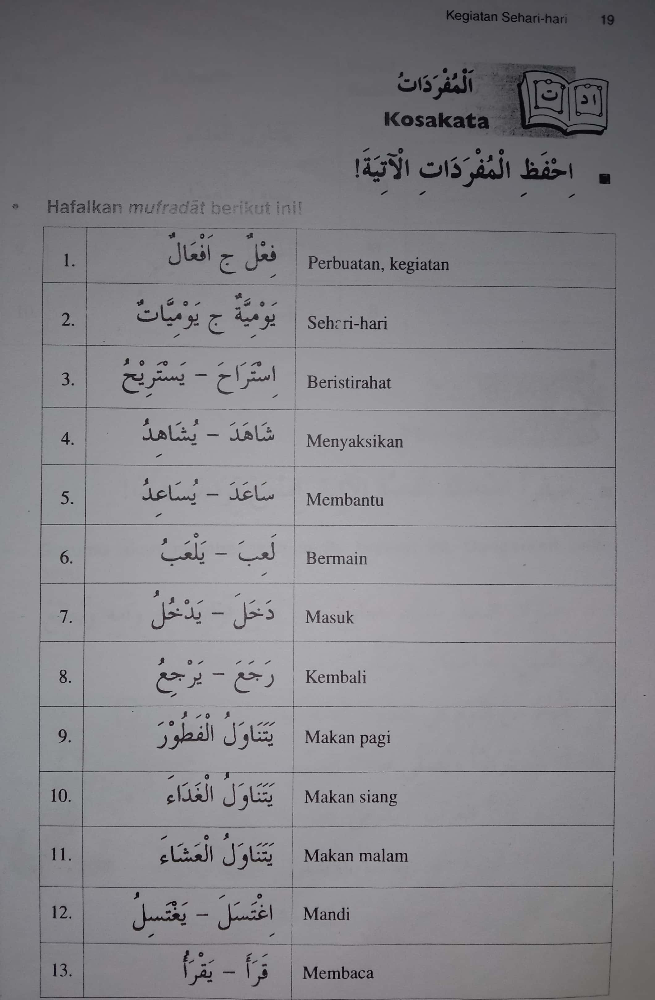 Kegiatan Sehari-hari 19
اَلْمُفْرَدَاتُ
اد ت
Kosakata
اِحْفَظِ الْمُفْرَدَاتِ الْآتِيَةَ!
Hafalkan mufradāt berikut ini!
1. فِعْلٌ ج اَفْعَالٌ Perbuatan, kegiatan
2. يَوْمِيَّةٌ ج يَوْمِيَّاتٌ Sehari-hari
3. اِسْتَرَاحَ – يَسْتَرِيْحُ Beristirahat
4. شَاهَدَ – يُشَاهِدُ Menyaksikan
5. سَاعَدَ – يُسَاعِدُ Membantu
6. لَعِبَ – يَلْعَبُ Bermain
7. دَخَلَ – يَدْخُلُ Masuk
8. رَجَعَ – يَرْجِعُ Kembali
9. يَتَنَاوَلُ الْفَطُوْرَ Makan pagi
10. يَتَنَاوَلُ الْغَدَاءَ Makan siang
11. يَتَنَاوَلُ الْعَشَاءَ Makan malam
12. اِغْتَسَلَ – يَغْتَسِلُ Mandi
13. قَرَأَ – يَقْرَأُ Membaca